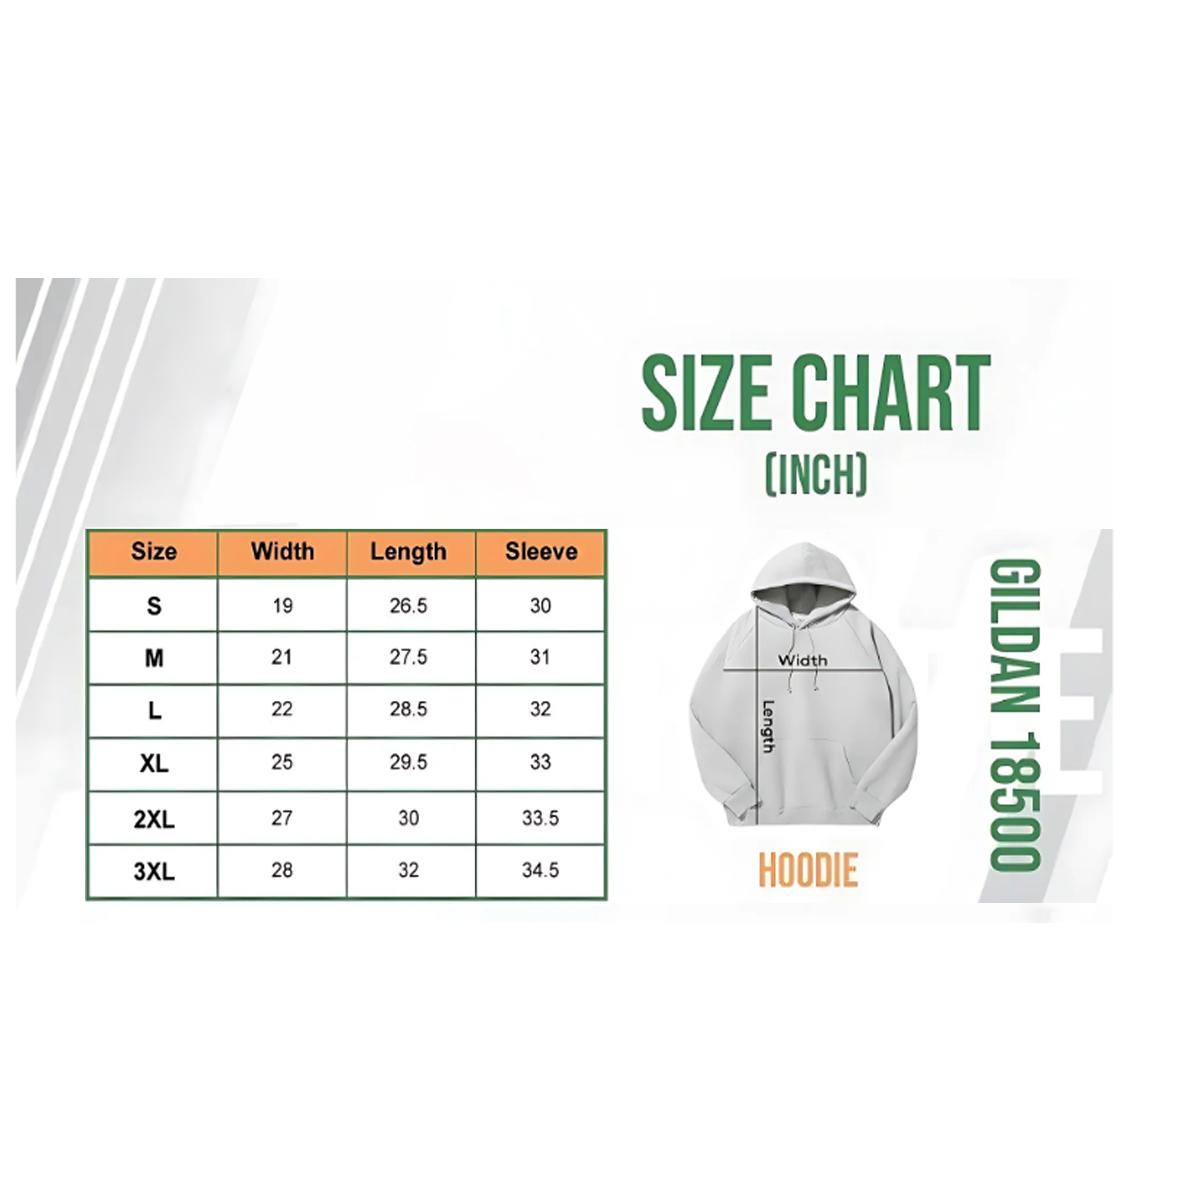 SIZE CHART
(INCH)
Size Width Length Sleeve
S 19 26.5 30
M 21 27.5 31
L 22 28.5 32
XL 25 29.5 33
2XL 27 30 33.5
3XL 28 32 34.5
Width
Length
HOODIE
GILDAN 18500